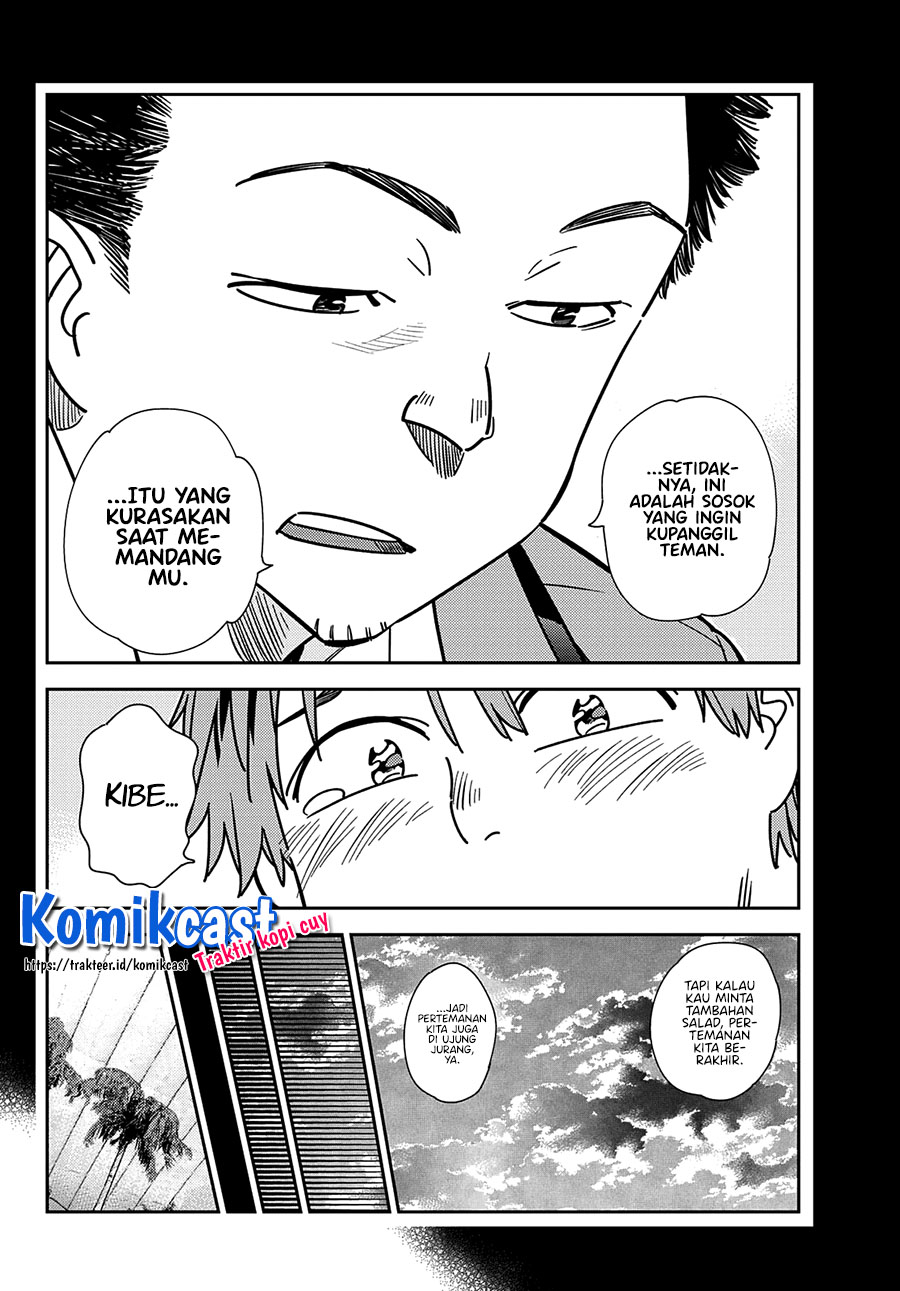 ...SETIDAK-
NYA, INI
ADALAH SOSOK
YANG INGIN
KUPANGGIL
TEMAN.
...ITU YANG
KURASAKAN
SAAT ME-
MANDANG
MU.
KIBE...
TAPI KALAU
KAU MINTA
TAMBAHAN
SALAD, PER-
TEMANAN
KITA BE-
RAKHIR.
...JADI
PERTEMANAN
KITA JUGA
DI UJUNG
JURANG,
YA.
Komikcast
Traktir kopi cuy
https://trakteer.id/komikcast